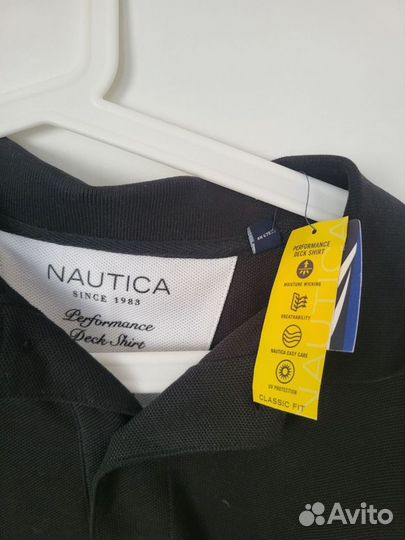 NAUTICA
SINCE 1983
Performance
Deck Shirt
PERFORMANCE
DECK SHIRT
MOISTURE WICKING
BREATHABILITY
NAUTICA EASY CARE
UV PROTECTION
CLASSIC FIT
NAUTICA
Avito